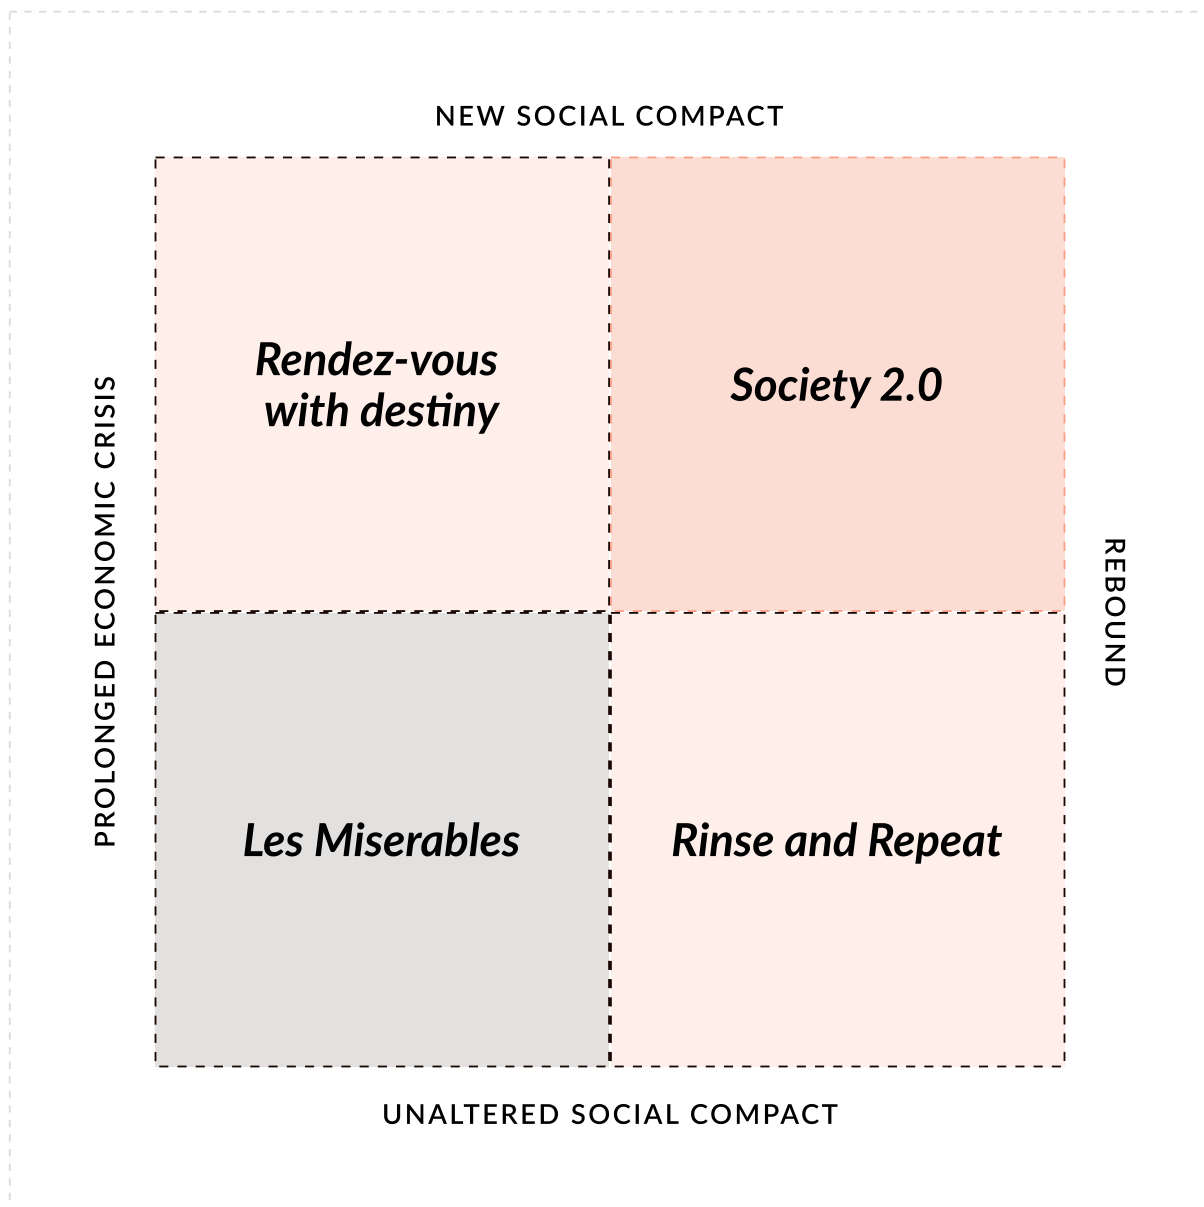 NEW SOCIAL COMPACT
Rendez-vous
with destiny
Society 2.0
PROLONGED ECONOMIC CRISIS
REBOUND
Les Miserables
Rinse and Repeat
UNALTERED SOCIAL COMPACT